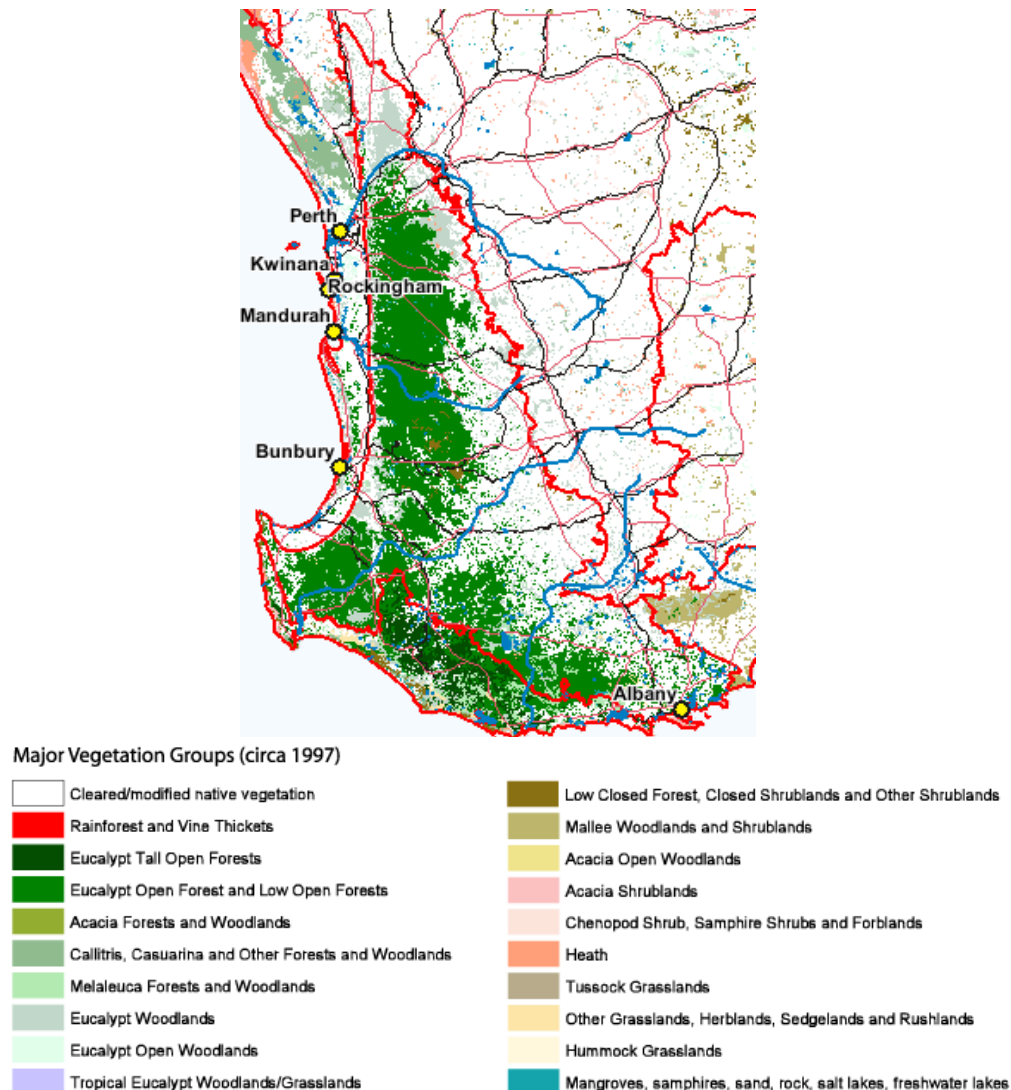 Perth
Kwinana
Rockingham
Mandurah
Bunbury
Albany
Major Vegetation Groups (circa 1997)
Cleared/modified native vegetation
Rainforest and Vine Thickets
Eucalypt Tall Open Forests
Eucalypt Open Forest and Low Open Forests
Acacia Forests and Woodlands
Callitris, Casuarina and Other Forests and Woodlands
Melaleuca Forests and Woodlands
Eucalypt Woodlands
Eucalypt Open Woodlands
Tropical Eucalypt Woodlands/Grasslands
Low Closed Forest, Closed Shrublands and Other Shrublands
Mallee Woodlands and Shrublands
Acacia Open Woodlands
Acacia Shrublands
Chenopod Shrub, Samphire Shrubs and Forblands
Heath
Tussock Grasslands
Other Grasslands, Herblands, Sedgelands and Rushlands
Hummock Grasslands
Mangroves, samphires, sand, rock, salt lakes, freshwater lakes